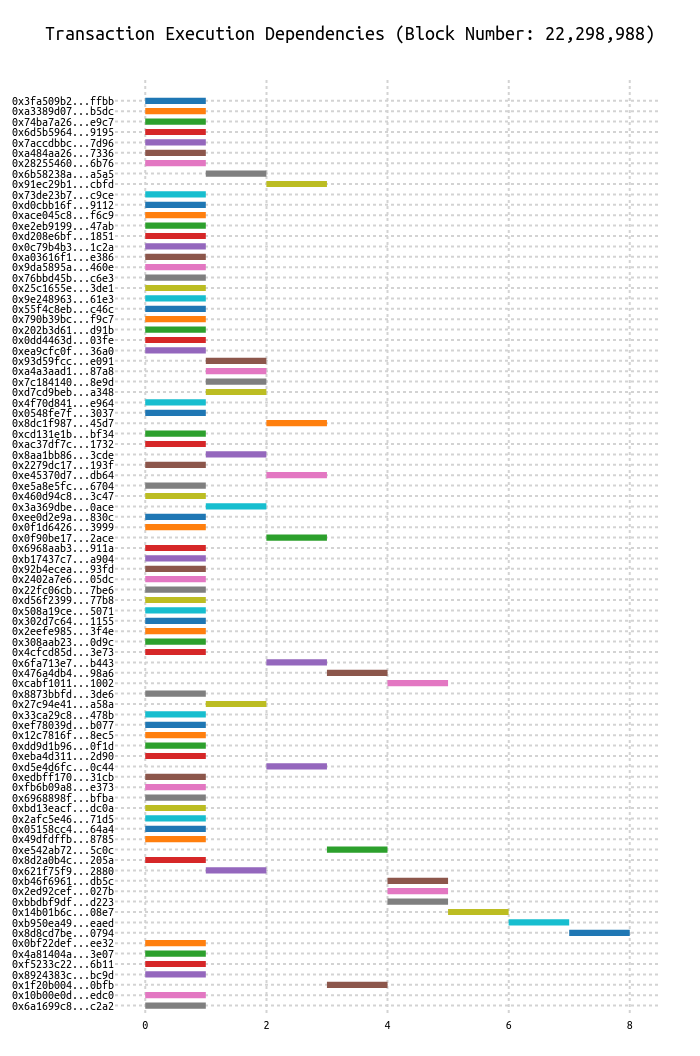 Transaction Execution Dependencies (Block Number: 22,298,988)
0x3fa509b2...ffbb
0xa3389d07...b5dc
0x74ba7a26...e9c7
0x6d5b5964...9195
0x7accdbbc...7d96
0xa484aa26...7336
0x28255460...6b76
0x6b58238a...a5a5
0x91ec29b1...cbfd
0x73de23b7...c9ce
0xd0cbb16f...9112
0xace045c8...f6c9
0xe2eb9199...47ab
0xd208e6bf...1851
0x0c79b4b3...1c2a
0xa03616f1...e386
0x9da5895a...460e
0x76bbd45b...c6e3
0x25c1655e...3de1
0x9e248963...61e3
0x55f4c8eb...c46c
0x790b39bc...f9c7
0x202b3d61...d91b
0x0dd4463d...03fe
0xea9cfc0f...36a0
0x93d59fcc...e091
0xa4a3aad1...87a8
0x7c184140...8e9d
0xd7cd9beb...a348
0x4f70d841...e964
0x0548fe7f...3037
0x8dc1f987...45d7
0xcd131e1b...bf34
0xac37df7c...1732
0x8aa1bb86...3cde
0x2279dc17...193f
0xe45370d7...db64
0xe5a8e5fc...6704
0x460d94c8...3c47
0x3a369dbe...0ace
0xee0d2e9a...830c
0x0f1d6426...3999
0x0f90be17...2ace
0x6968aab3...911a
0xb17437c7...a904
0x92b4ecea...93fd
0x2402a7e6...05dc
0x22fc06cb...7be6
0xd56f2399...77b8
0x508a19ce...5071
0x302d7c64...1155
0x2eefe985...3f4e
0x308aab23...0d9c
0x4cfcd85d...3e73
0x6fa713e7...b443
0x476a4db4...98a6
0xcabf1011...1002
0x8873bbfd...3de6
0x27c94e41...a58a
0x33ca29c8...478b
0xef78039d...b077
0x12c7816f...8ec5
0xdd9d1b96...0f1d
0xeba4d311...2d90
0xd5e4d6fc...0c44
0xedbff170...31cb
0xfb6b09a8...e373
0x6968898f...bfba
0xbd13eacf...dc0a
0x2afc5e46...71d5
0x05158cc4...64a4
0x49dfdffb...8785
0xe542ab72...5c0c
0x8d2a0b4c...205a
0x621f75f9...2880
0xb46f6961...db5c
0x2ed92cef...027b
0xbbdbf9df...d223
0x14b01b6c...08e7
0xb950ea49...eaed
0x8d8cd7be...0794
0x0bf22def...ee32
0x4a81404a...3e07
0xf5233c22...6b11
0x8924383c...bc9d
0x1f20b004...0bfb
0x10b00e0d...edc0
0x6a1699c8...c2a2
0 2 4 6 8